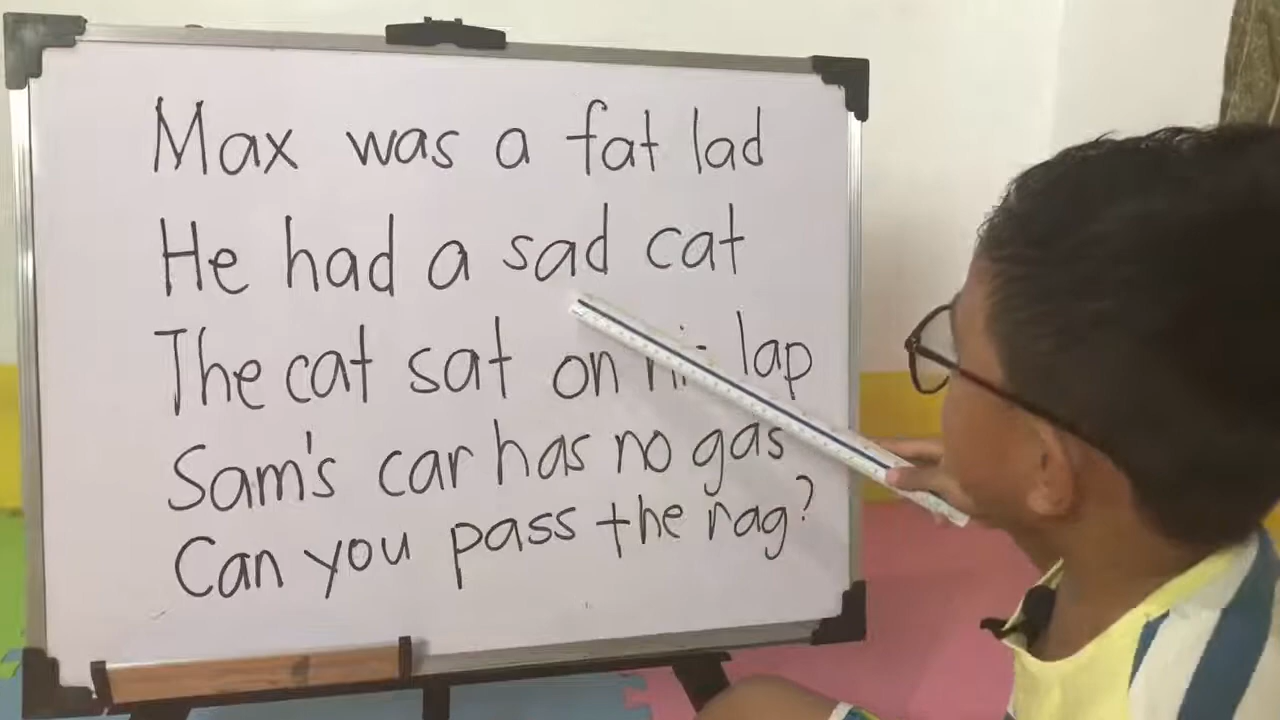 Max was a fat lad
He had a sad cat
The cat sat on lap
Sam's car has no gas
Can you pass the rag?